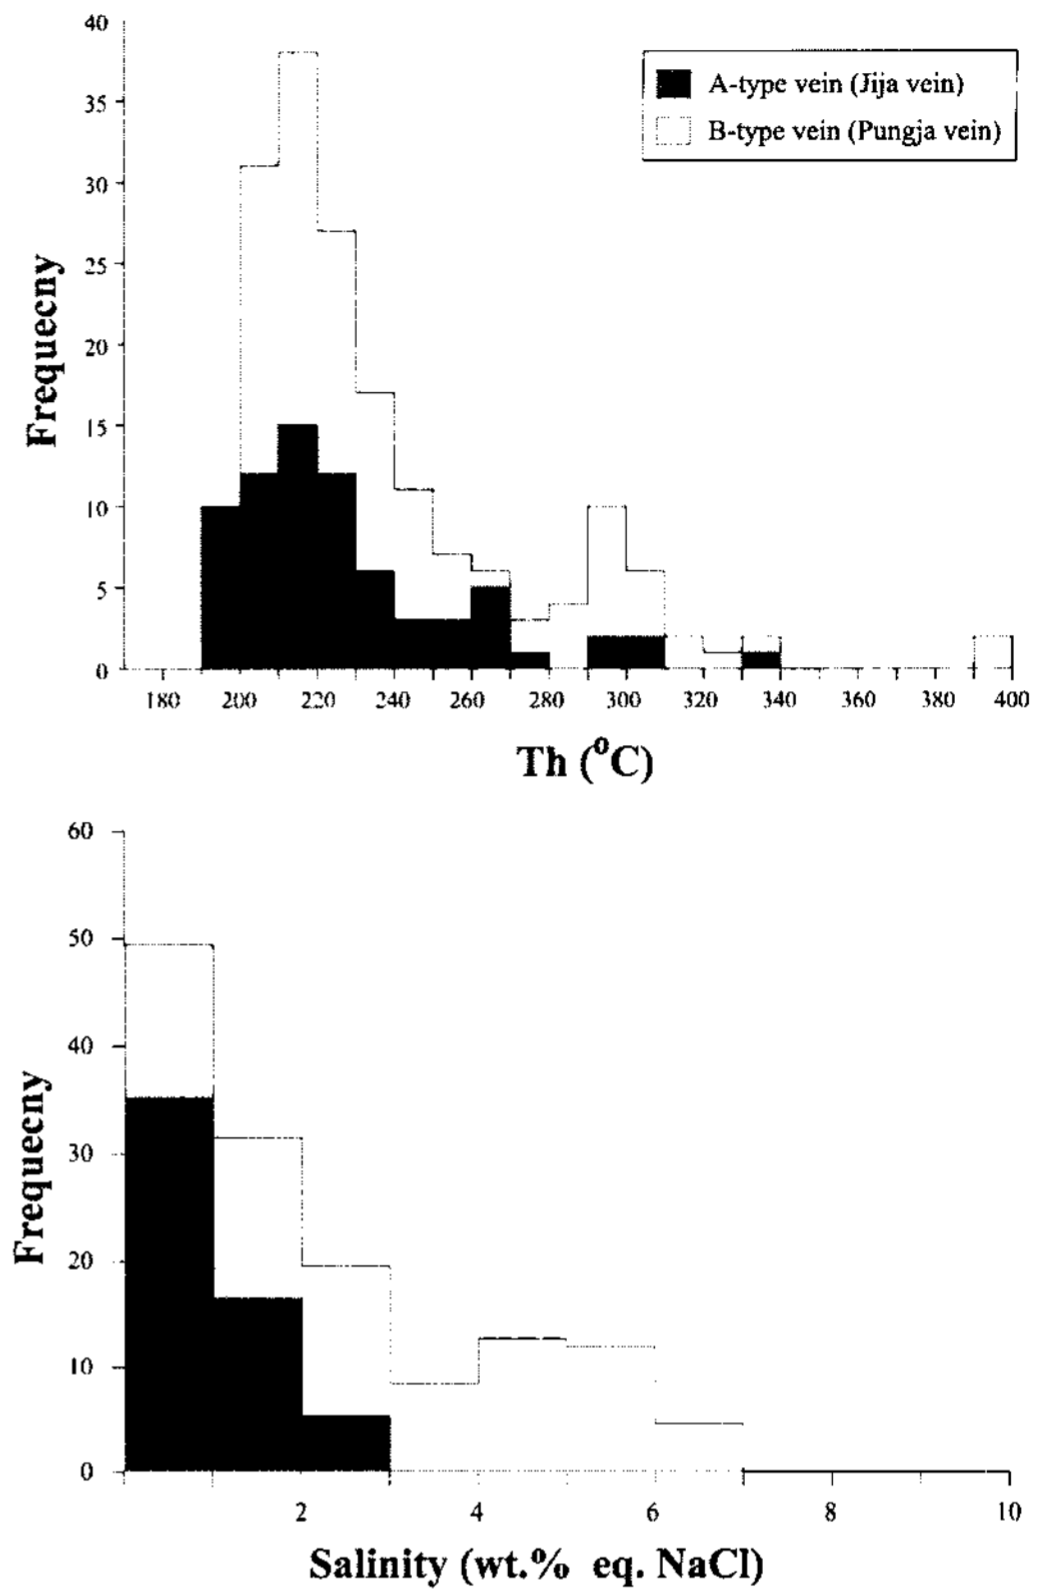 40
35
30
25
20
15
10
5
0
Frequecny
A-type vein (Jija vein)
B-type vein (Pungja vein)
180 200 220 240 260 280 300 320 340 360 380 400
Th (°C)
60
50
40
30
20
10
0
Frequecny
2 4 6 8 10
Salinity (wt.% eq. NaCl)